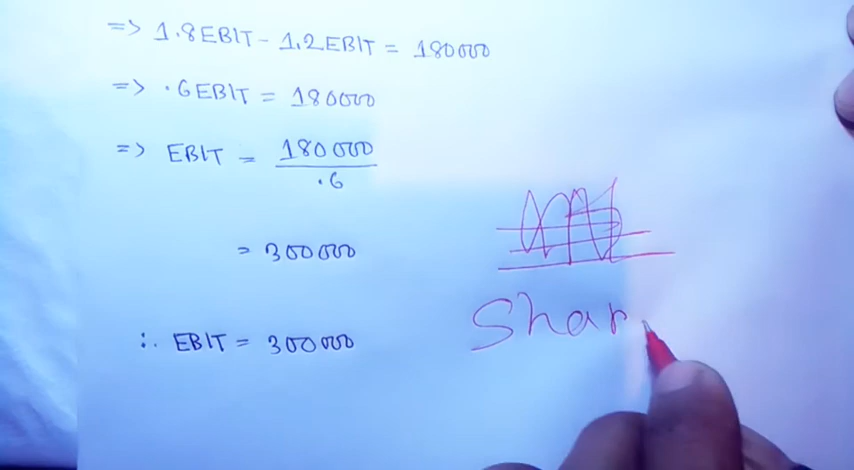 => 1.8EBIT - 1.2EBIT = 180000
=> .6EBIT = 180000
=> EBIT = 180000
.6
= 300000
∴ EBIT = 300000
Shar